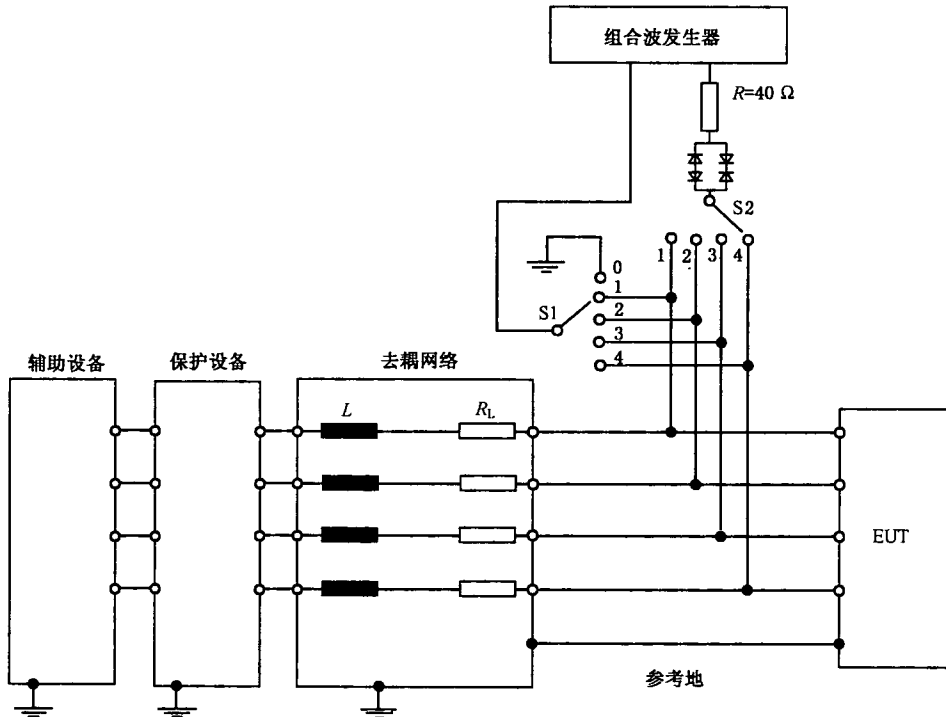 组合波发生器
R=40 Ω
S2
1 2 3 4
0
1
2
3
4
S1
辅助设备
保护设备
去耦网络
L
RL
EUT
参考地